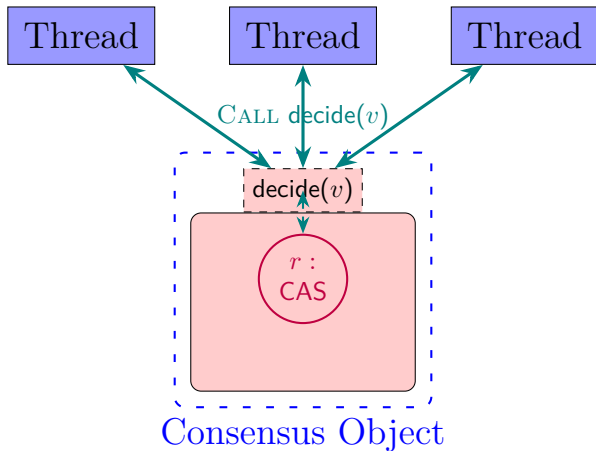 Thread Thread Thread
CALL decide(v)
decide(v)
r :
CAS
Consensus Object